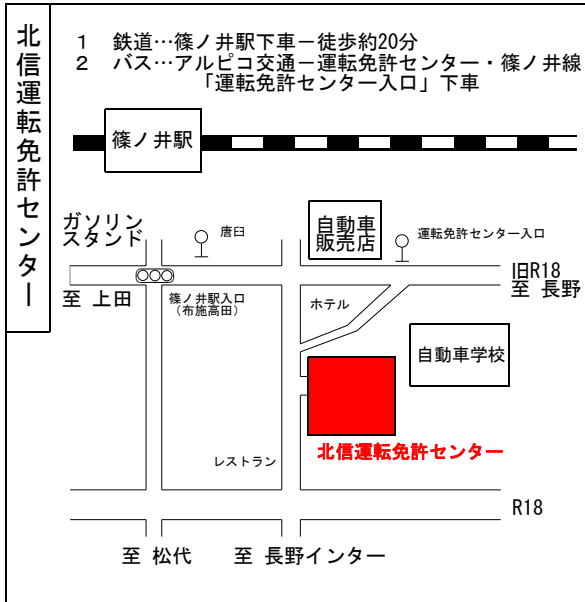 北信運転免許センター
1 鉄道…篠ノ井駅下車－徒歩約20分
2 バス…アルピコ交通－運転免許センター・篠ノ井線
「運転免許センター入口」下車
篠ノ井駅
ガソリン
スタンド
唐臼
自動車
販売店
運転免許センター入口
旧R18
至 長野
至 上田
篠ノ井駅入口
（布施高田）
ホテル
自動車学校
北信運転免許センター
レストラン
R18
至 松代
至 長野インター